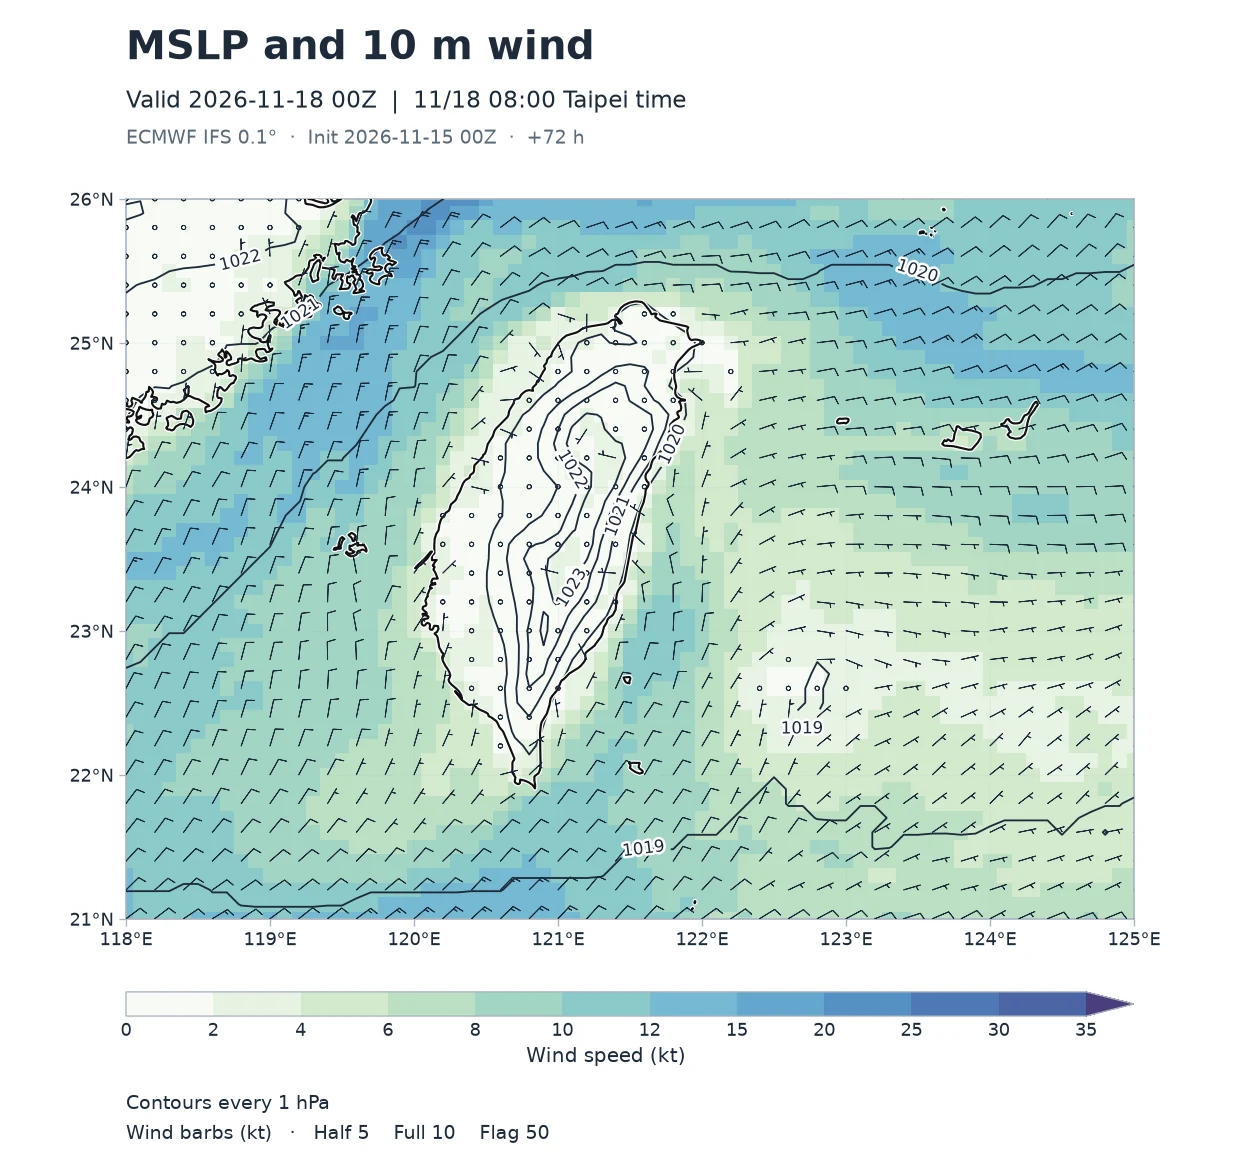 MSLP and 10 m wind
Valid 2026-11-18 00Z | 11/18 08:00 Taipei time
ECMWF IFS 0.1° · Init 2026-11-15 00Z · +72 h
26°N
25°N
24°N
23°N
22°N
21°N
1022
1021
1020
1020
1022
1021
1023
1019
1019
118°E 119°E 120°E 121°E 122°E 123°E 124°E 125°E
0 2 4 6 8 10 12 15 20 25 30 35
Wind speed (kt)
Contours every 1 hPa
Wind barbs (kt) · Half 5 Full 10 Flag 50